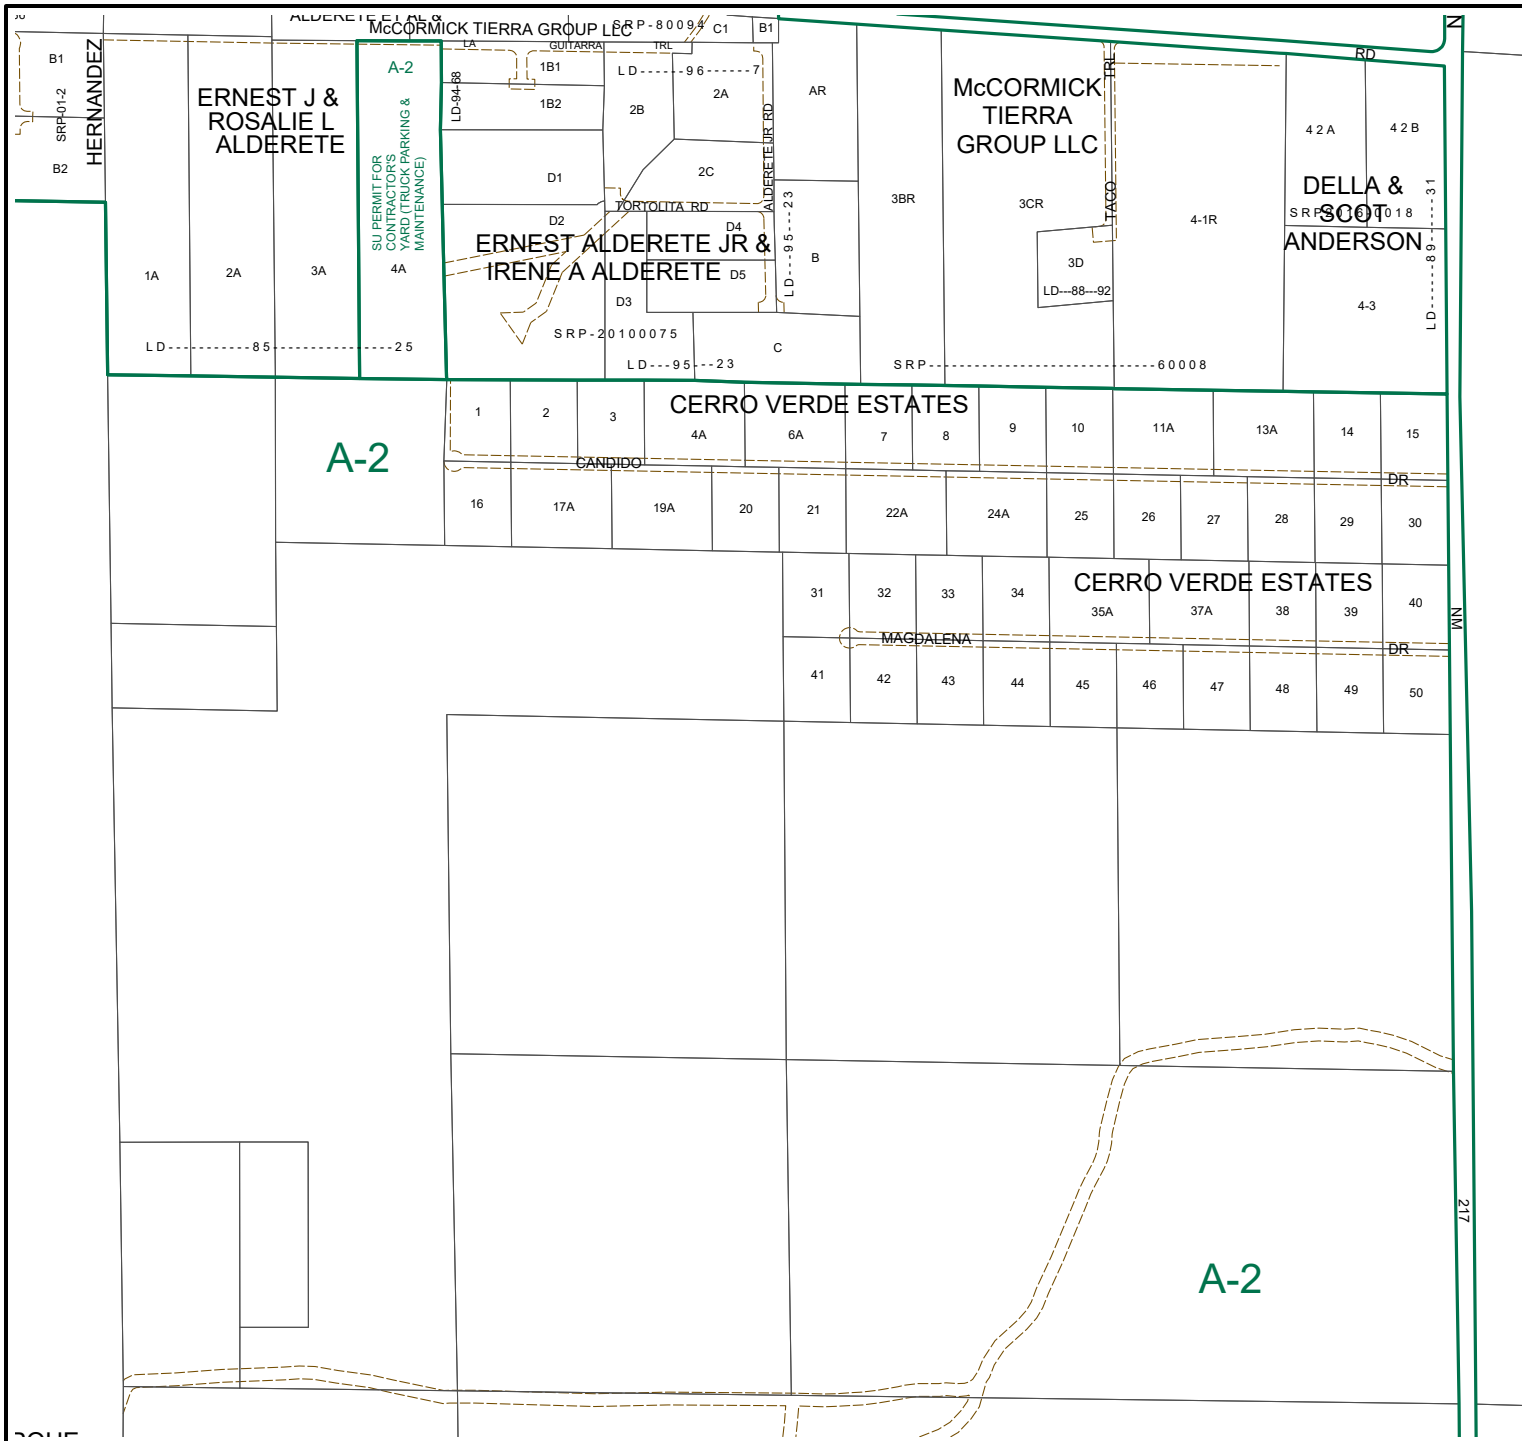 McCORMICK TIERRA GROUP LLC
SRP-80094
C1
B1
N
LA
GUITARRA
TRL
RD
B1
HERNANDEZ
SRP-01-2
B2
ERNEST J &
ROSALIE L
ALDERETE
A-2
SU PERMIT FOR
CONTRACTOR'S
YARD (TRUCK PARKING &
MAINTENANCE)
LD-94-68
1B1
1B2
LD------96------7
2B
2A
AR
ALDERETE JR RD
McCORMICK
TIERRA
GROUP LLC
TRL
TACO
42A
42B
D1
2C
3BR
3CR
4-1R
DELLA &
SCOT
ANDERSON
SRP2016-0018
LD-------89---31
TORTOLITA RD
D2
D4
LD---95---23
ERNEST ALDERETE JR &
IRENE A ALDERETE
B
3D
LD---88---92
1A
2A
3A
4A
D5
D3
4-3
SRP-20100075
LD------------85-----------------25
LD---95---23
C
SRP---------------------------------60008
CERRO VERDE ESTATES
1
2
3
4A
6A
7
8
9
10
11A
13A
14
15
A-2
CANDIDO
DR
16
17A
19A
20
21
22A
24A
25
26
27
28
29
30
CERRO VERDE ESTATES
31
32
33
34
35A
37A
38
39
40
NM
MAGDALENA
DR
41
42
43
44
45
46
47
48
49
50
217
A-2